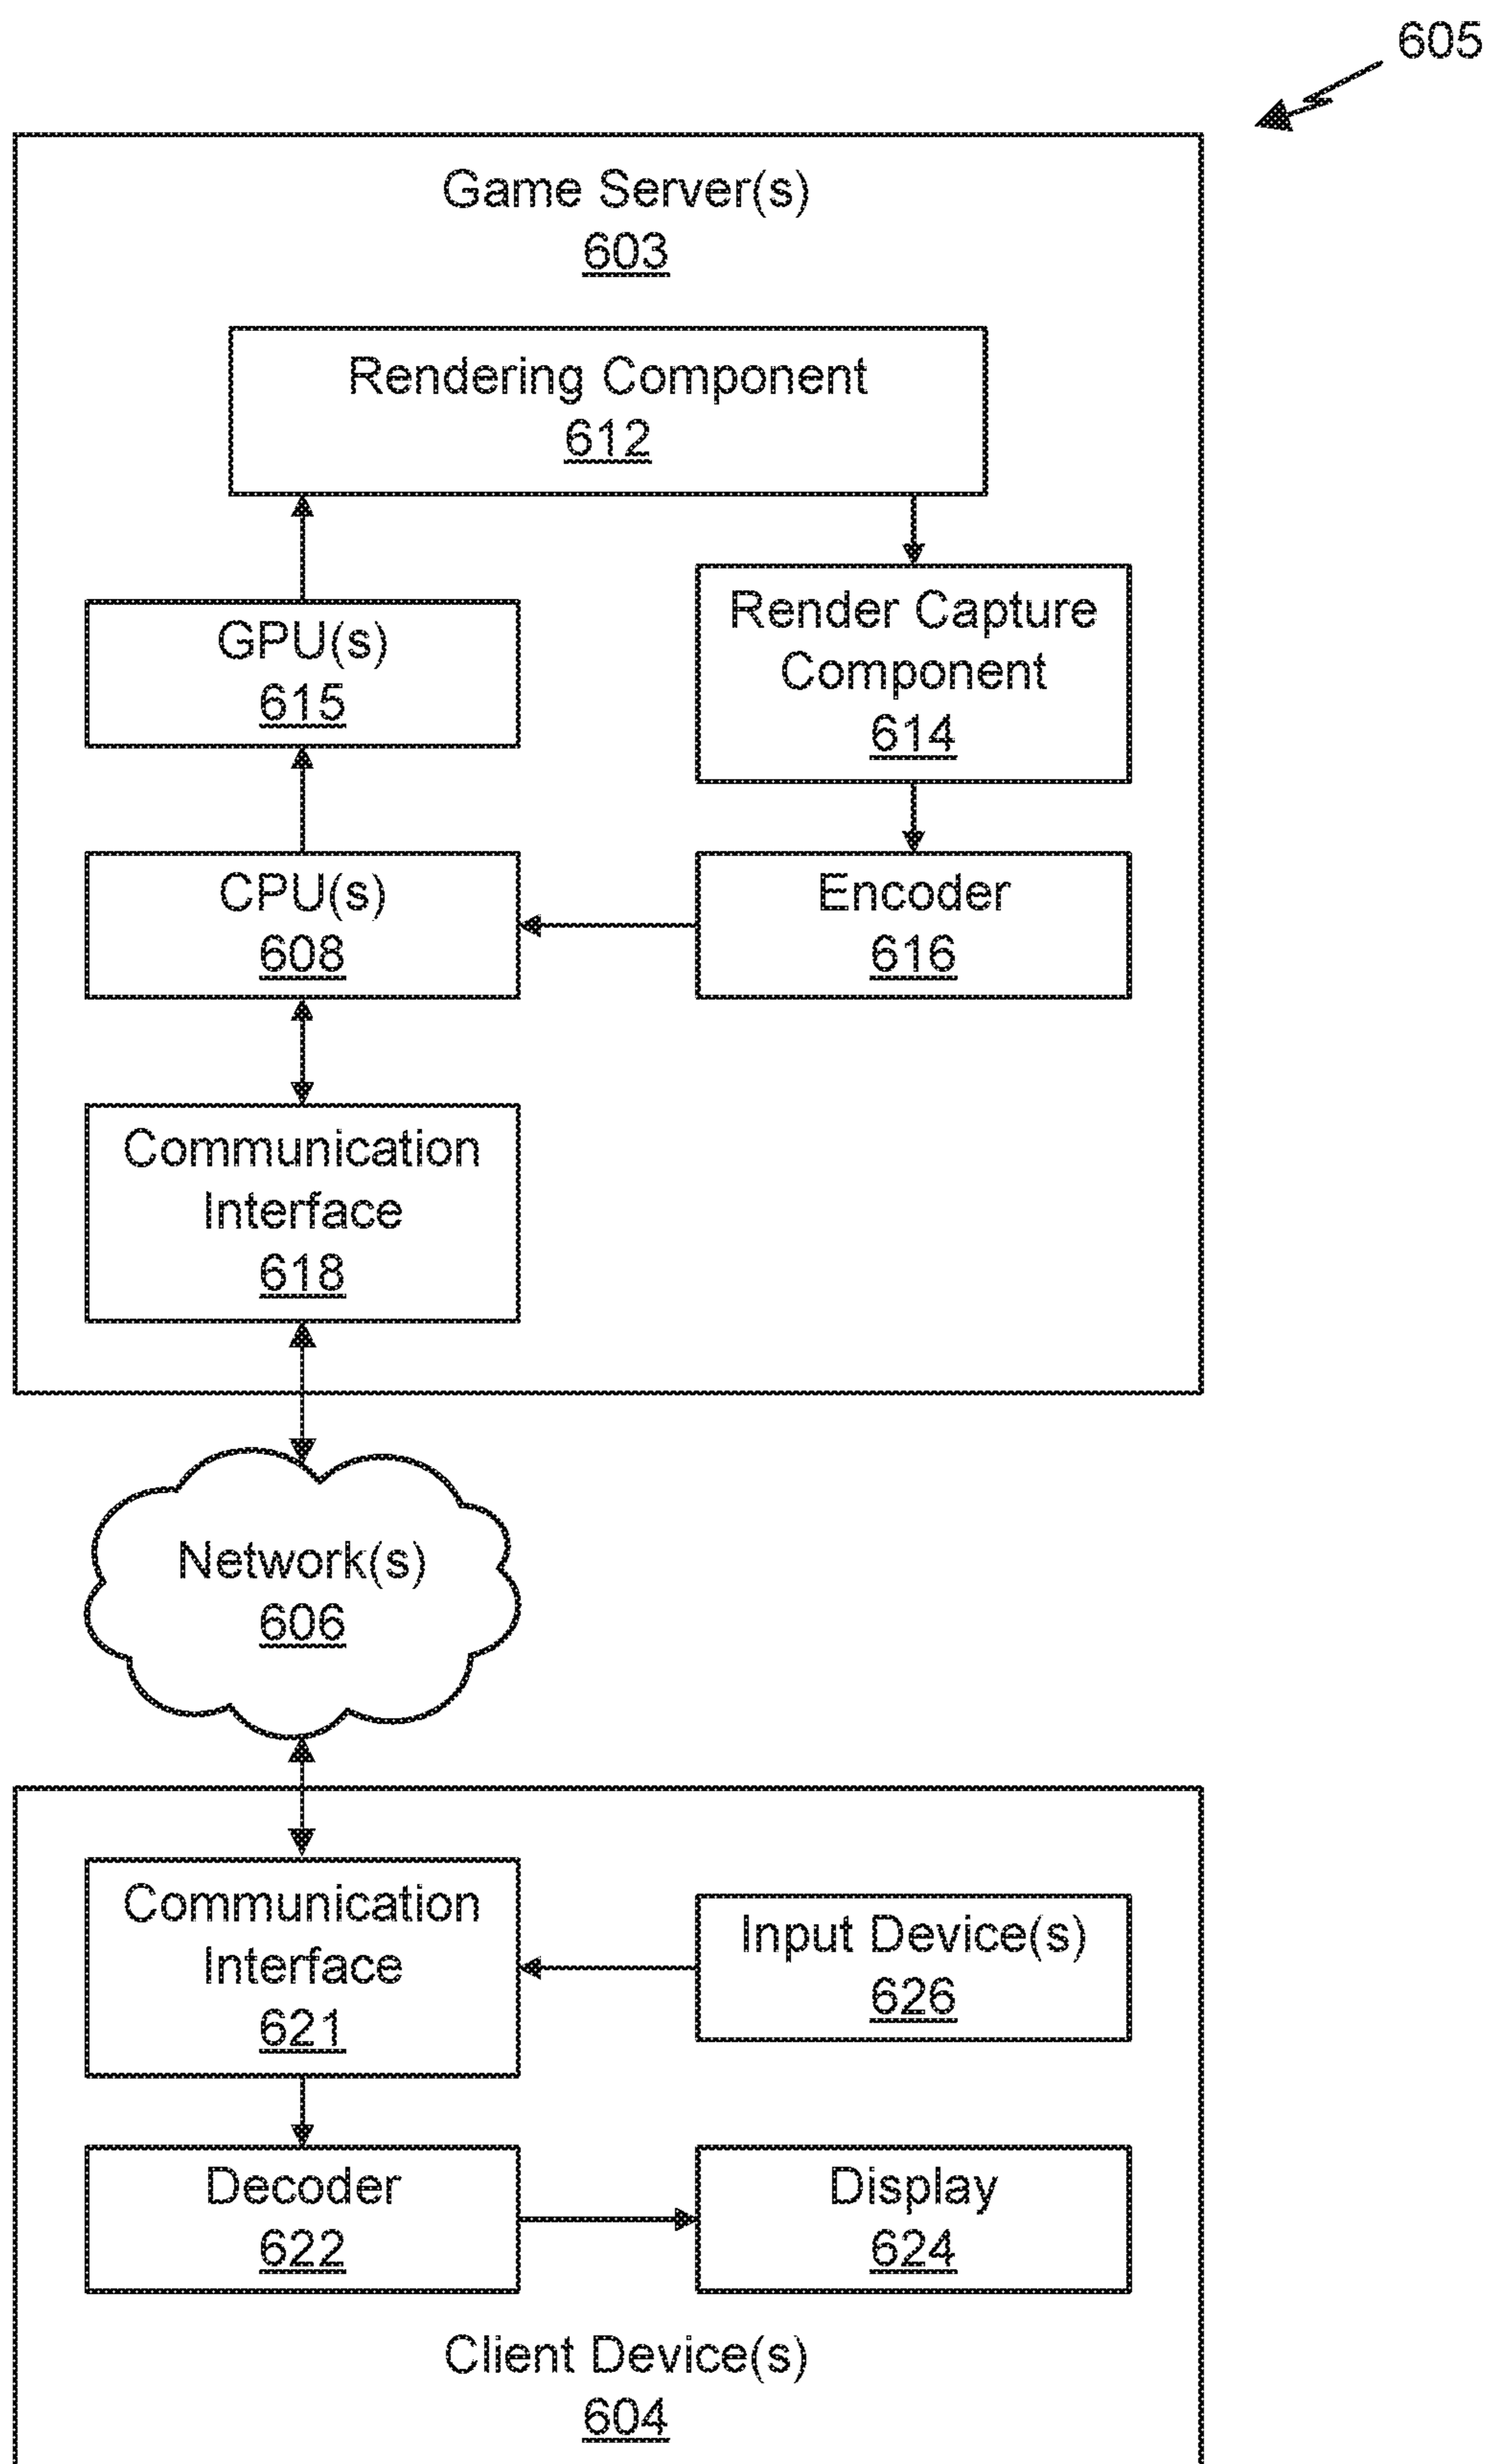 605
Game Server(s)
603
Rendering Component
612
GPU(s)
615
Render Capture
Component
614
CPU(s)
608
Encoder
616
Communication
Interface
618
Network(s)
606
Communication
Interface
621
Input Device(s)
626
Decoder
622
Display
624
Client Device(s)
604